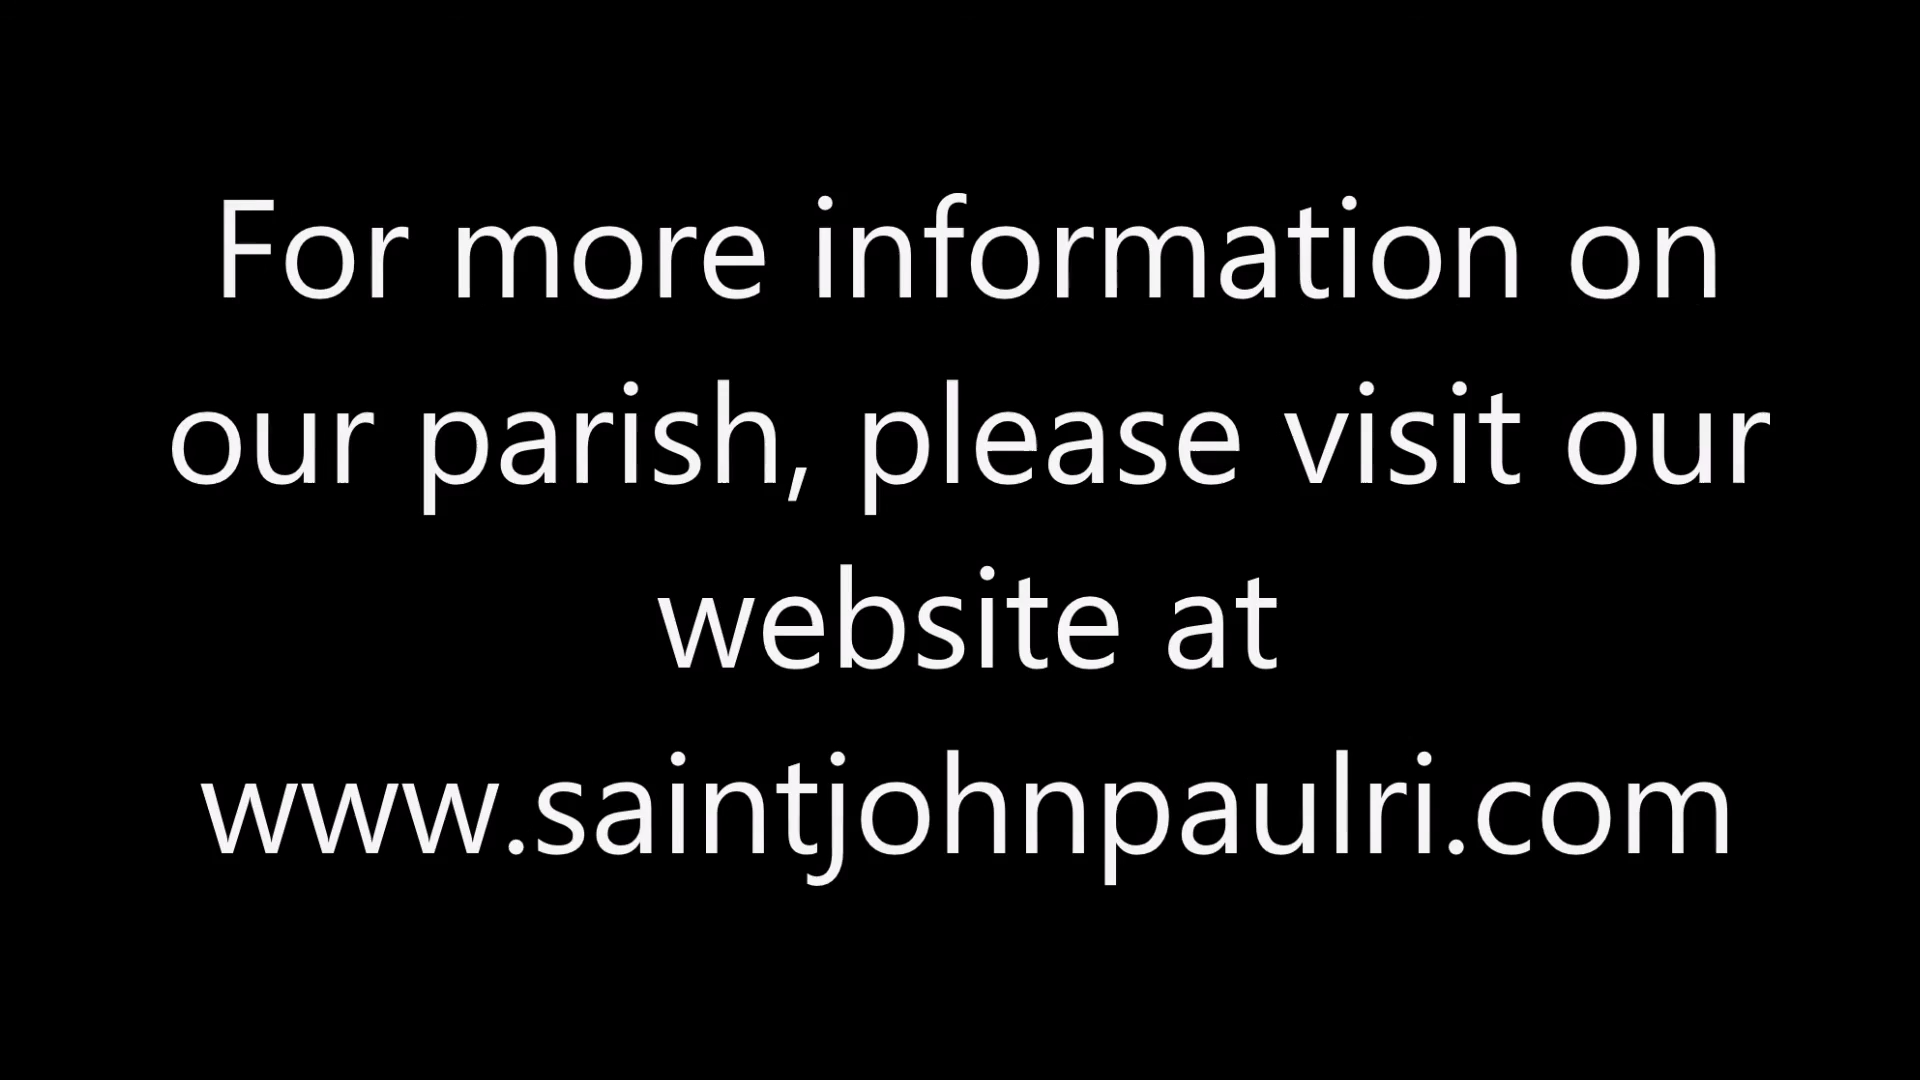 For more information on
our parish, please visit our
website at
www.saintjohnpaulri.com